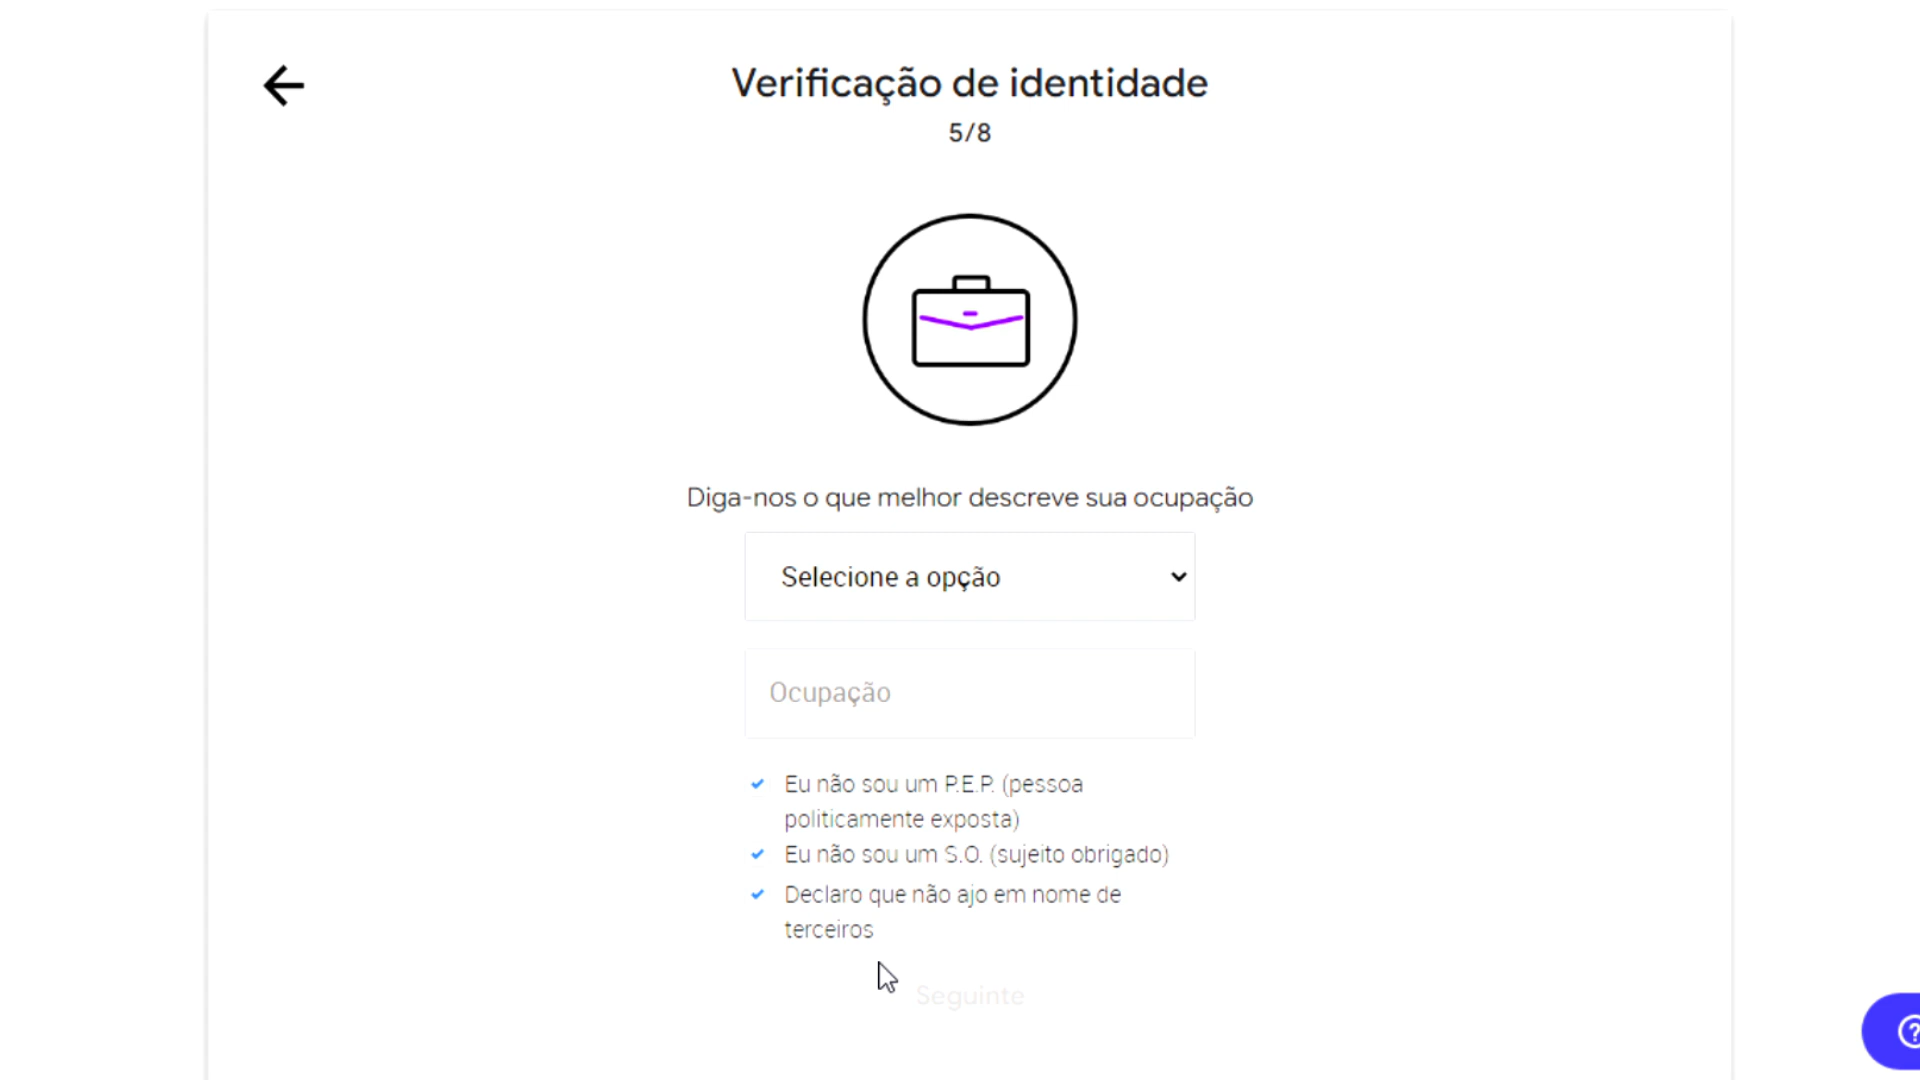 Verificação de identidade
5/8
Diga-nos o que melhor descreve sua ocupação
Selecione a opção
Ocupação
Eu não sou um P.E.P. (pessoa
politicamente exposta)
Eu não sou um S.O. (sujeito obrigado)
Declaro que não ajo em nome de
terceiros
Seguinte